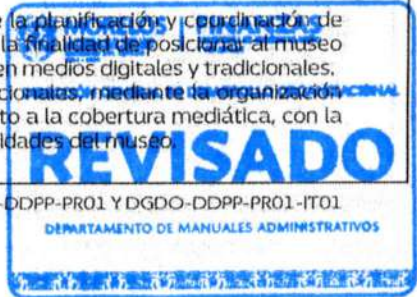 la planificación y coordinación de
MORELOS | FINANZAS
la finalidad de posicionar al museo
en medios digitales y tradicionales,
cionales, mediante la organización
to a la cobertura mediática, con la
idades del museo.
REVISADO
-DDPP-PR01 Y DGDO-DDPP-PR01-IT01
DEPARTAMENTO DE MANUALES ADMINISTRATIVOS